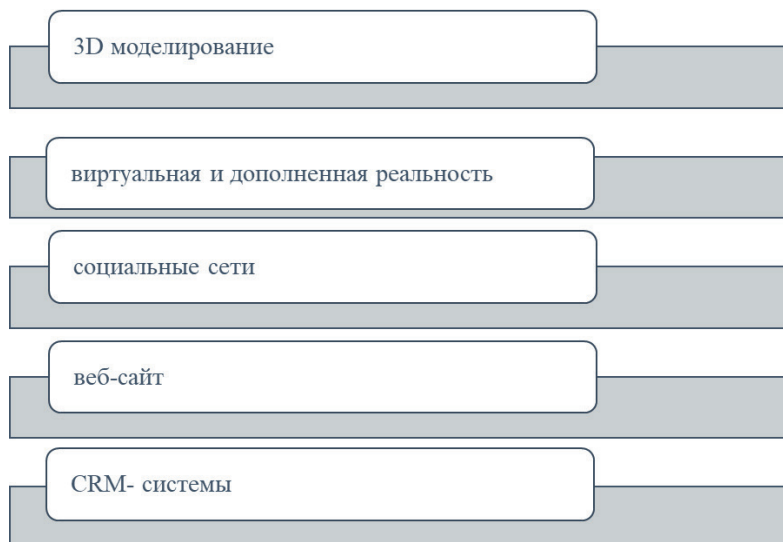 3D моделирование
виртуальная и дополненная реальность
социальные сети
веб-сайт
CRM- системы